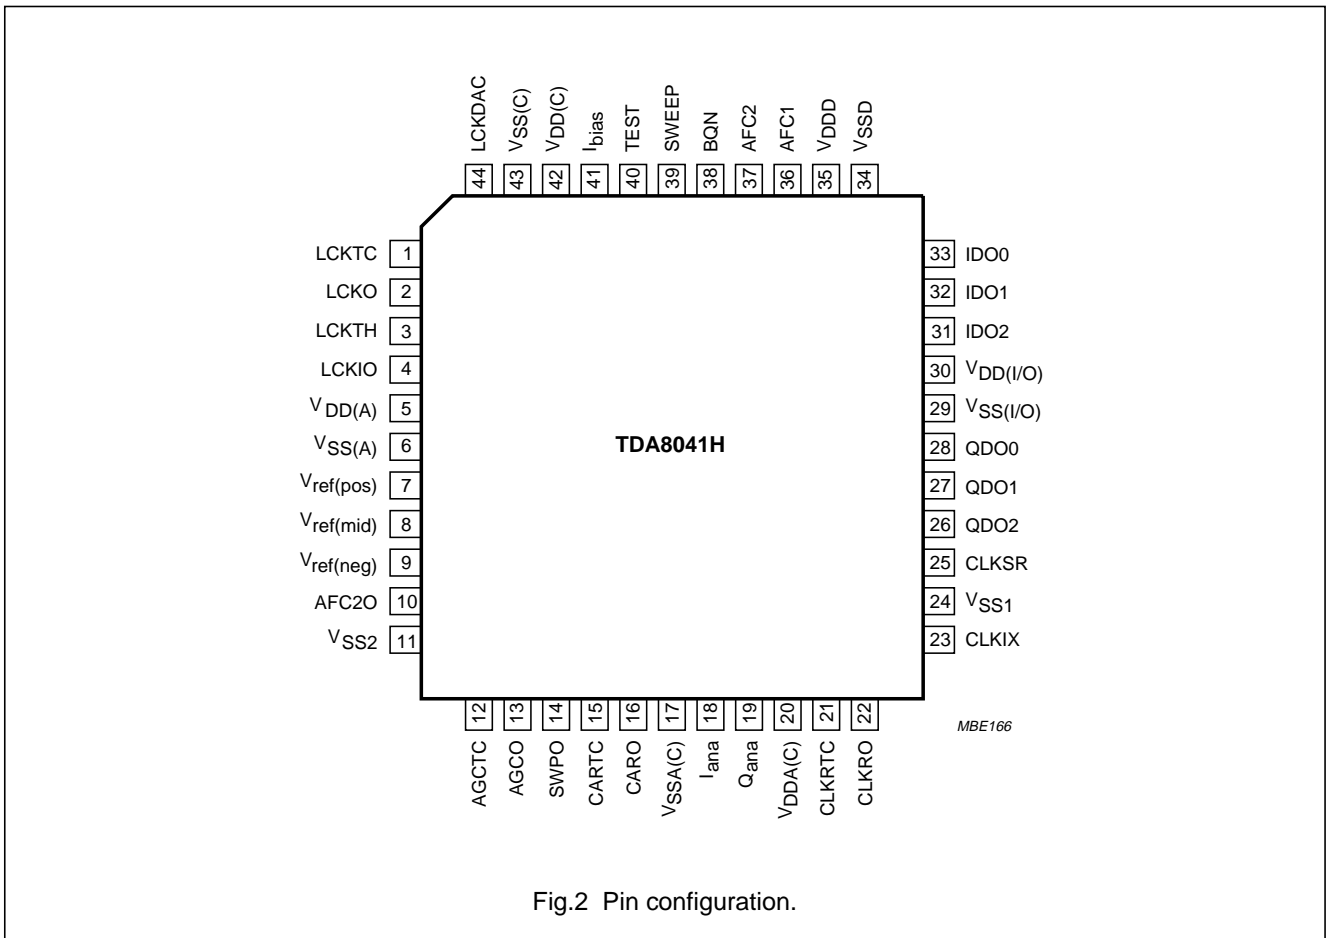 LCKDAC
VSS(C)
VDD(C)
Ibias
TEST
SWEEP
BQN
AFC2
AFC1
VDDD
VSSD
44 43 42 41 40 39 38 37 36 35 34
LCKTC 1
LCKO 2
LCKTH 3
LCKIO 4
VDD(A) 5
VSS(A) 6
Vref(pos) 7
Vref(mid) 8
Vref(neg) 9
AFC2O 10
VSS2 11
TDA8041H
33 IDO0
32 IDO1
31 IDO2
30 VDD(I/O)
29 VSS(I/O)
28 QDO0
27 QDO1
26 QDO2
25 CLKSR
24 VSS1
23 CLKIX
12 13 14 15 16 17 18 19 20 21 22
AGCTC
AGCO
SWPO
CARTC
CARO
VSSA(C)
Iana
Qana
VDDA(C)
CLKRTC
CLKRO
MBE166
Fig.2 Pin configuration.